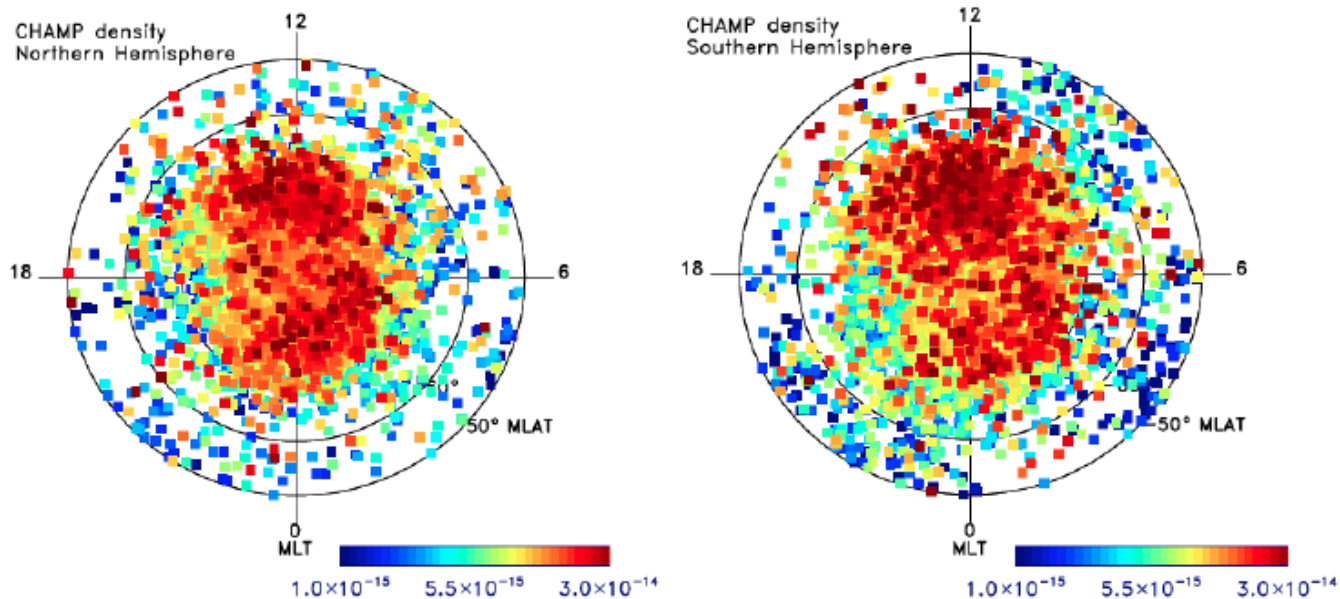 CHAMP density
Northern Hemisphere
12
18
6
50° MLAT
0
MLT
1.0×10⁻¹⁵ 5.5×10⁻¹⁵ 3.0×10⁻¹⁴
CHAMP density
Southern Hemisphere
12
18
6
50° MLAT
0
MLT
1.0×10⁻¹⁵ 5.5×10⁻¹⁵ 3.0×10⁻¹⁴